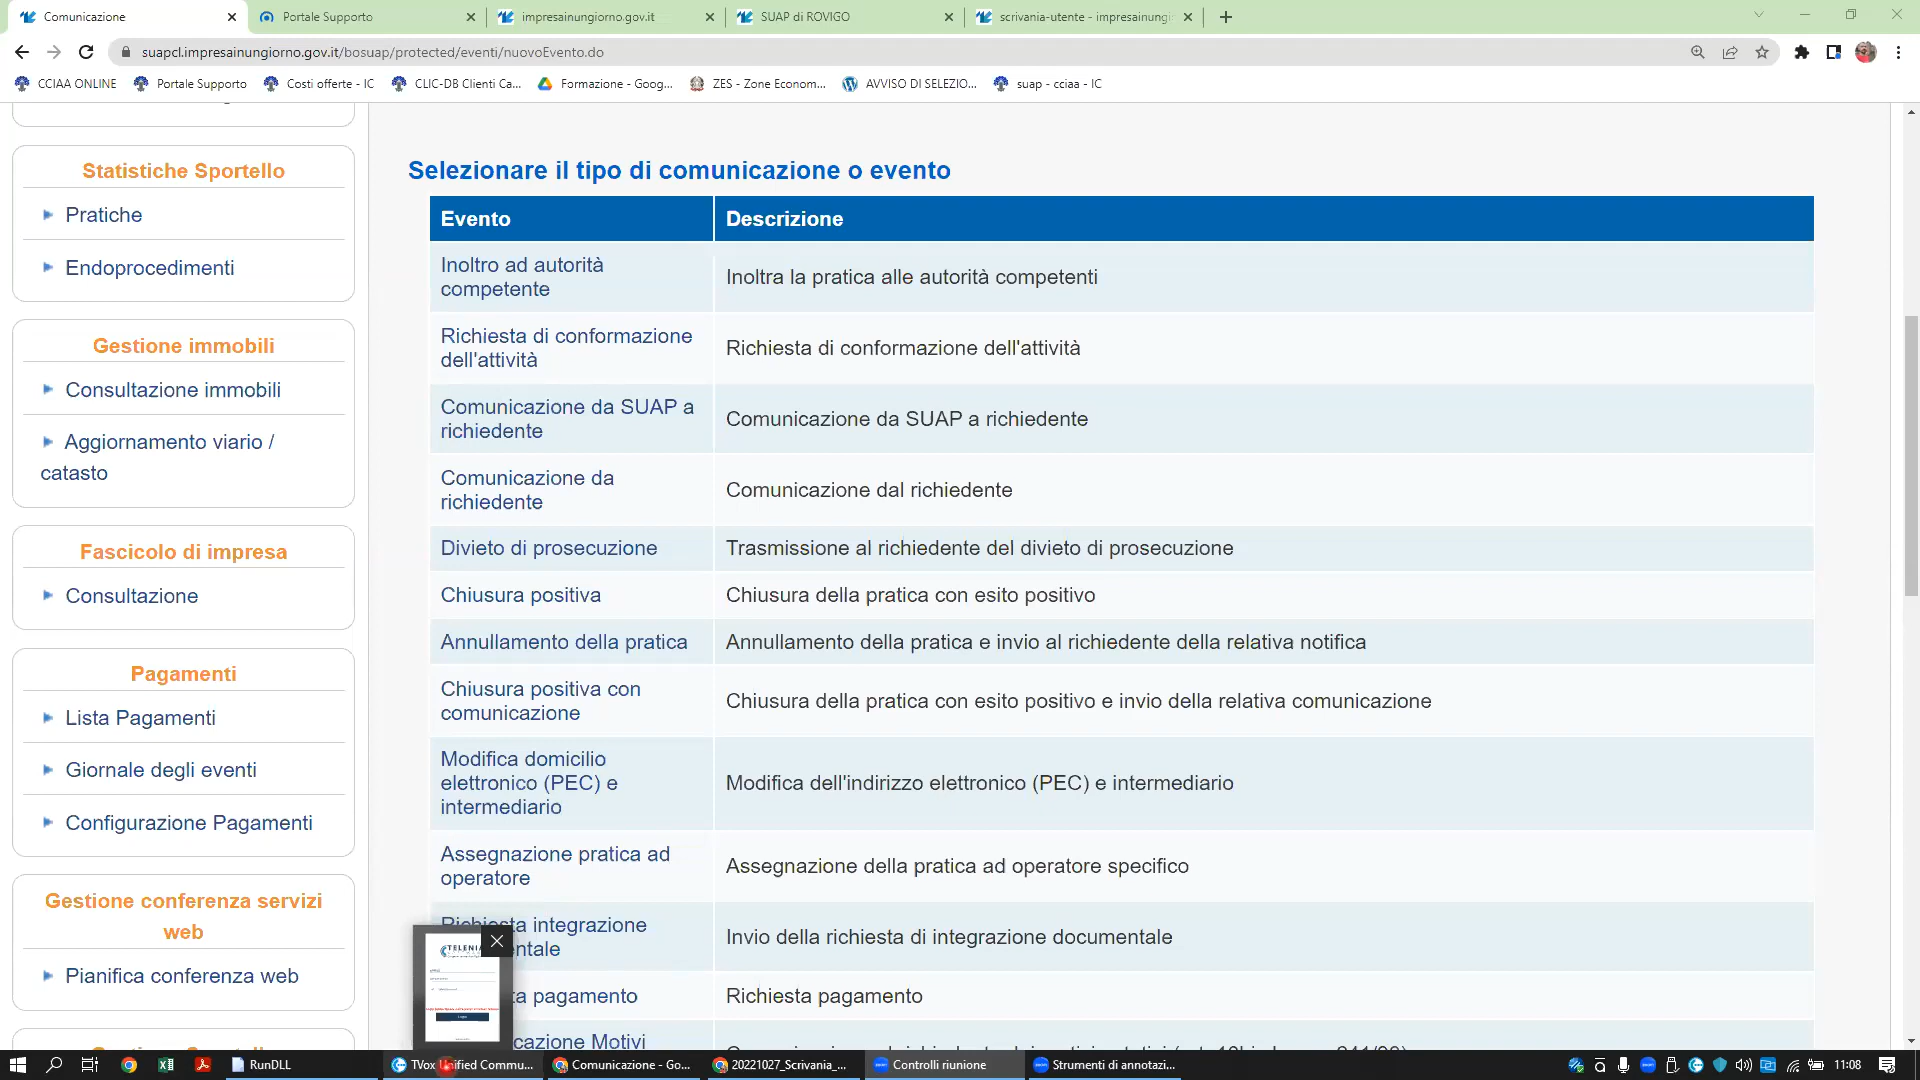 Comunicazione
Portale Supporto
impresainungiorno.gov.it
SUAP di ROVIGO
scrivania-utente - impresainungi
suapcl.impresainungiorno.gov.it/bosuap/protected/eventi/nuovoEvento.do
CCIAA ONLINE
Portale Supporto
Costi offerte - IC
CLIC-DB Clienti Ca...
Formazione - Goog...
ZES - Zone Econom...
AVVISO DI SELEZIO...
suap - cciaa - IC
Statistiche Sportello
Pratiche
Endoprocedimenti
Gestione immobili
Consultazione immobili
Aggiornamento viario /
catasto
Fascicolo di impresa
Consultazione
Pagamenti
Lista Pagamenti
Giornale degli eventi
Configurazione Pagamenti
Gestione conferenza servizi
web
Pianifica conferenza web
Selezionare il tipo di comunicazione o evento
Evento
Descrizione
Inoltro ad autorità
competente
Inoltra la pratica alle autorità competenti
Richiesta di conformazione
dell'attività
Richiesta di conformazione dell'attività
Comunicazione da SUAP a
richiedente
Comunicazione da SUAP a richiedente
Comunicazione da
richiedente
Comunicazione dal richiedente
Divieto di prosecuzione
Trasmissione al richiedente del divieto di prosecuzione
Chiusura positiva
Chiusura della pratica con esito positivo
Annullamento della pratica
Annullamento della pratica e invio al richiedente della relativa notifica
Chiusura positiva con
comunicazione
Chiusura della pratica con esito positivo e invio della relativa comunicazione
Modifica domicilio
elettronico (PEC) e
intermediario
Modifica dell'indirizzo elettronico (PEC) e intermediario
Assegnazione pratica ad
operatore
Assegnazione della pratica ad operatore specifico
Richiesta integrazione
entale
Invio della richiesta di integrazione documentale
ta pagamento
Richiesta pagamento
cazione Motivi
TELENIA
RunDLL
TVox Unified Commu...
Comunicazione - Go...
20221027_Scrivania_...
Controlli riunione
Strumenti di annotazi...
11:08